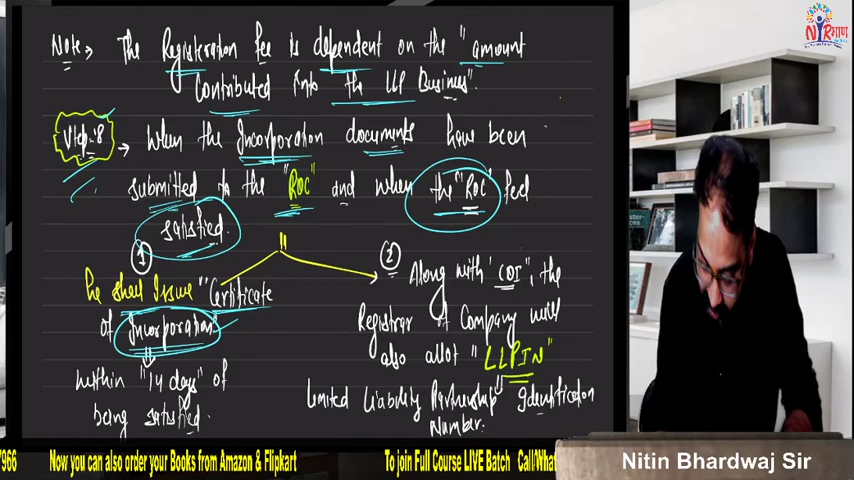 Note → The Registration fee is dependent on the "amount
Contributed into the LLP Business".
Step-8 → When the Incorporation documents have been
submitted to the "ROC" and when the "ROC" feel
satisfied.
① he shall Issue "Certificate
of Incorporation"
within "14 days" of
being satisfied.
② Along with "COI", the
Registrar of Company will
also allot "LLPIN"
Limited Liability Partnership Identification
Number.
7966 Now you can also order your Books from Amazon & Flipkart To join Full Course LIVE Batch Call/What
Nitin Bhardwaj Sir